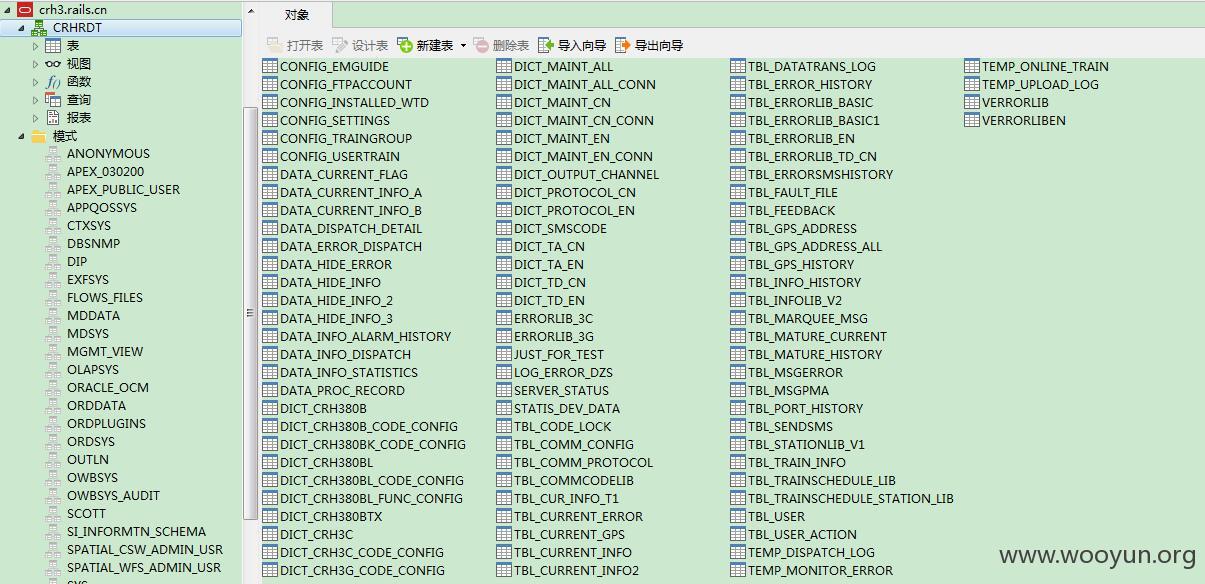 crh3.rails.cn
CRHRDT
表
视图
函数
查询
报表
模式
ANONYMOUS
APEX_030200
APEX_PUBLIC_USER
APPQOSSYS
CTXSYS
DBSNMP
DIP
EXFSYS
FLOWS_FILES
MDDATA
MDSYS
MGMT_VIEW
OLAPSYS
ORACLE_OCM
ORDDATA
ORDPLUGINS
ORDSYS
OUTLN
OWBSYS
OWBSYS_AUDIT
SCOTT
SI_INFORMTN_SCHEMA
SPATIAL_CSW_ADMIN_USR
SPATIAL_WFS_ADMIN_USR
SYS
对象
打开表 设计表 新建表 删除表 导入向导 导出向导
CONFIG_EMGUIDE
CONFIG_FTPACCOUNT
CONFIG_INSTALLED_WTD
CONFIG_SETTINGS
CONFIG_TRAINGROUP
CONFIG_USERTRAIN
DATA_CURRENT_FLAG
DATA_CURRENT_INFO_A
DATA_CURRENT_INFO_B
DATA_DISPATCH_DETAIL
DATA_ERROR_DISPATCH
DATA_HIDE_ERROR
DATA_HIDE_INFO
DATA_HIDE_INFO_2
DATA_HIDE_INFO_3
DATA_INFO_ALARM_HISTORY
DATA_INFO_DISPATCH
DATA_INFO_STATISTICS
DATA_PROC_RECORD
DICT_CRH380B
DICT_CRH380B_CODE_CONFIG
DICT_CRH380BK_CODE_CONFIG
DICT_CRH380BL
DICT_CRH380BL_CODE_CONFIG
DICT_CRH380BL_FUNC_CONFIG
DICT_CRH380BTX
DICT_CRH3C
DICT_CRH3C_CODE_CONFIG
DICT_CRH3G_CODE_CONFIG
DICT_MAINT_ALL
DICT_MAINT_ALL_CONN
DICT_MAINT_CN
DICT_MAINT_CN_CONN
DICT_MAINT_EN
DICT_MAINT_EN_CONN
DICT_OUTPUT_CHANNEL
DICT_PROTOCOL_CN
DICT_PROTOCOL_EN
DICT_SMSCODE
DICT_TA_CN
DICT_TA_EN
DICT_TD_CN
DICT_TD_EN
ERRORLIB_3C
ERRORLIB_3G
JUST_FOR_TEST
LOG_ERROR_DZS
SERVER_STATUS
STATIS_DEV_DATA
TBL_CODE_LOCK
TBL_COMM_CONFIG
TBL_COMM_PROTOCOL
TBL_COMMCODELIB
TBL_CUR_INFO_T1
TBL_CURRENT_ERROR
TBL_CURRENT_GPS
TBL_CURRENT_INFO
TBL_CURRENT_INFO2
TBL_DATATRANS_LOG
TBL_ERROR_HISTORY
TBL_ERRORLIB_BASIC
TBL_ERRORLIB_BASIC1
TBL_ERRORLIB_EN
TBL_ERRORLIB_TD_CN
TBL_ERRORSMSHISTORY
TBL_FAULT_FILE
TBL_FEEDBACK
TBL_GPS_ADDRESS
TBL_GPS_ADDRESS_ALL
TBL_GPS_HISTORY
TBL_INFO_HISTORY
TBL_INFOLIB_V2
TBL_MARQUEE_MSG
TBL_MATURE_CURRENT
TBL_MATURE_HISTORY
TBL_MSGERROR
TBL_MSGPMA
TBL_PORT_HISTORY
TBL_SENDSMS
TBL_STATIONLIB_V1
TBL_TRAIN_INFO
TBL_TRAINSCHEDULE_LIB
TBL_TRAINSCHEDULE_STATION_LIB
TBL_USER
TBL_USER_ACTION
TEMP_DISPATCH_LOG
TEMP_MONITOR_ERROR
TEMP_ONLINE_TRAIN
TEMP_UPLOAD_LOG
VERRORLIB
VERRORLIBEN
www.wooyun.org